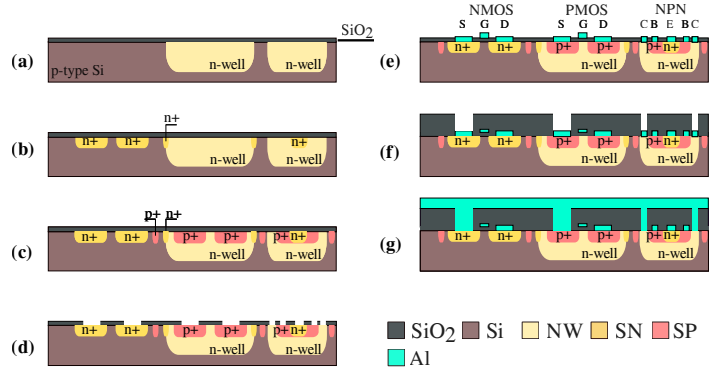 SiO2
(a)
p-type Si
n-well
n-well
n+
(b)
n+
n+
n+
n-well
n-well
p+
n+
(c)
n+
n+
p+
p+
p+
n+
n-well
n-well
(d)
n+
n+
p+
p+
p+
n+
n-well
n-well
NMOS
PMOS
NPN
S G D
S G D
C B E B C
(e)
n+
n+
p+
p+
p+
n+
n-well
n-well
(f)
n+
n+
p+
p+
p+
n+
n-well
n-well
(g)
n+
n+
p+
p+
p+
n+
n-well
n-well
SiO2 Si NW SN SP
Al